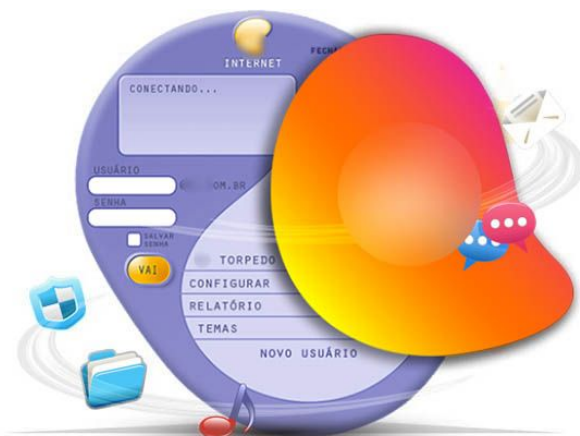 INTERNET
CONECTANDO...
USUÁRIO
OM.BR
SENHA
SALVAR
SENHA
VAI
TORPEDO
CONFIGURAR
RELATÓRIO
TEMAS
NOVO USUÁRIO